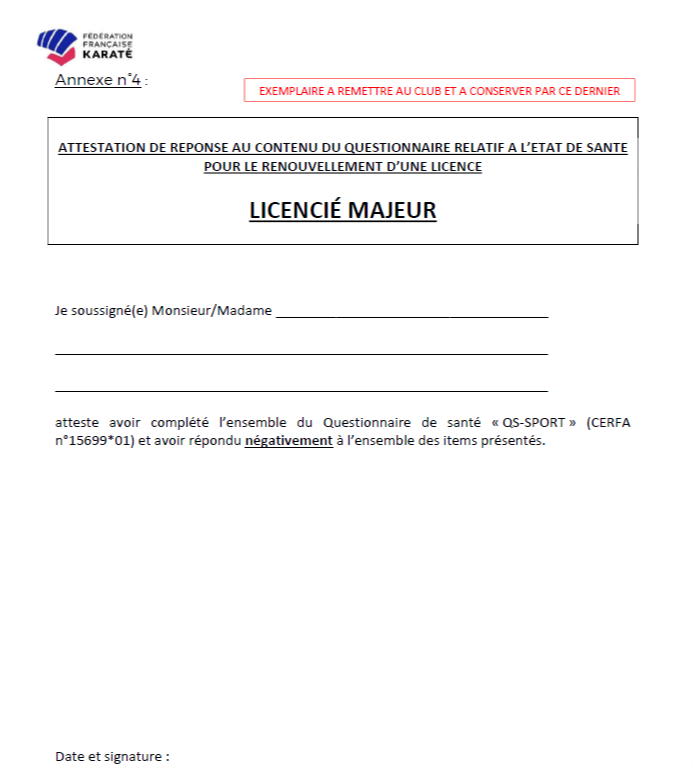 FÉDÉRATION
FRANÇAISE
KARATÉ
Annexe n°4 :
EXEMPLAIRE A REMETTRE AU CLUB ET A CONSERVER PAR CE DERNIER
ATTESTATION DE REPONSE AU CONTENU DU QUESTIONNAIRE RELATIF A L'ETAT DE SANTE
POUR LE RENOUVELLEMENT D'UNE LICENCE
LICENCIÉ MAJEUR
Je soussigné(e) Monsieur/Madame
atteste avoir complété l'ensemble du Questionnaire de santé « QS-SPORT » (CERFA
n°15699*01) et avoir répondu négativement à l'ensemble des items présentés.
Date et signature :